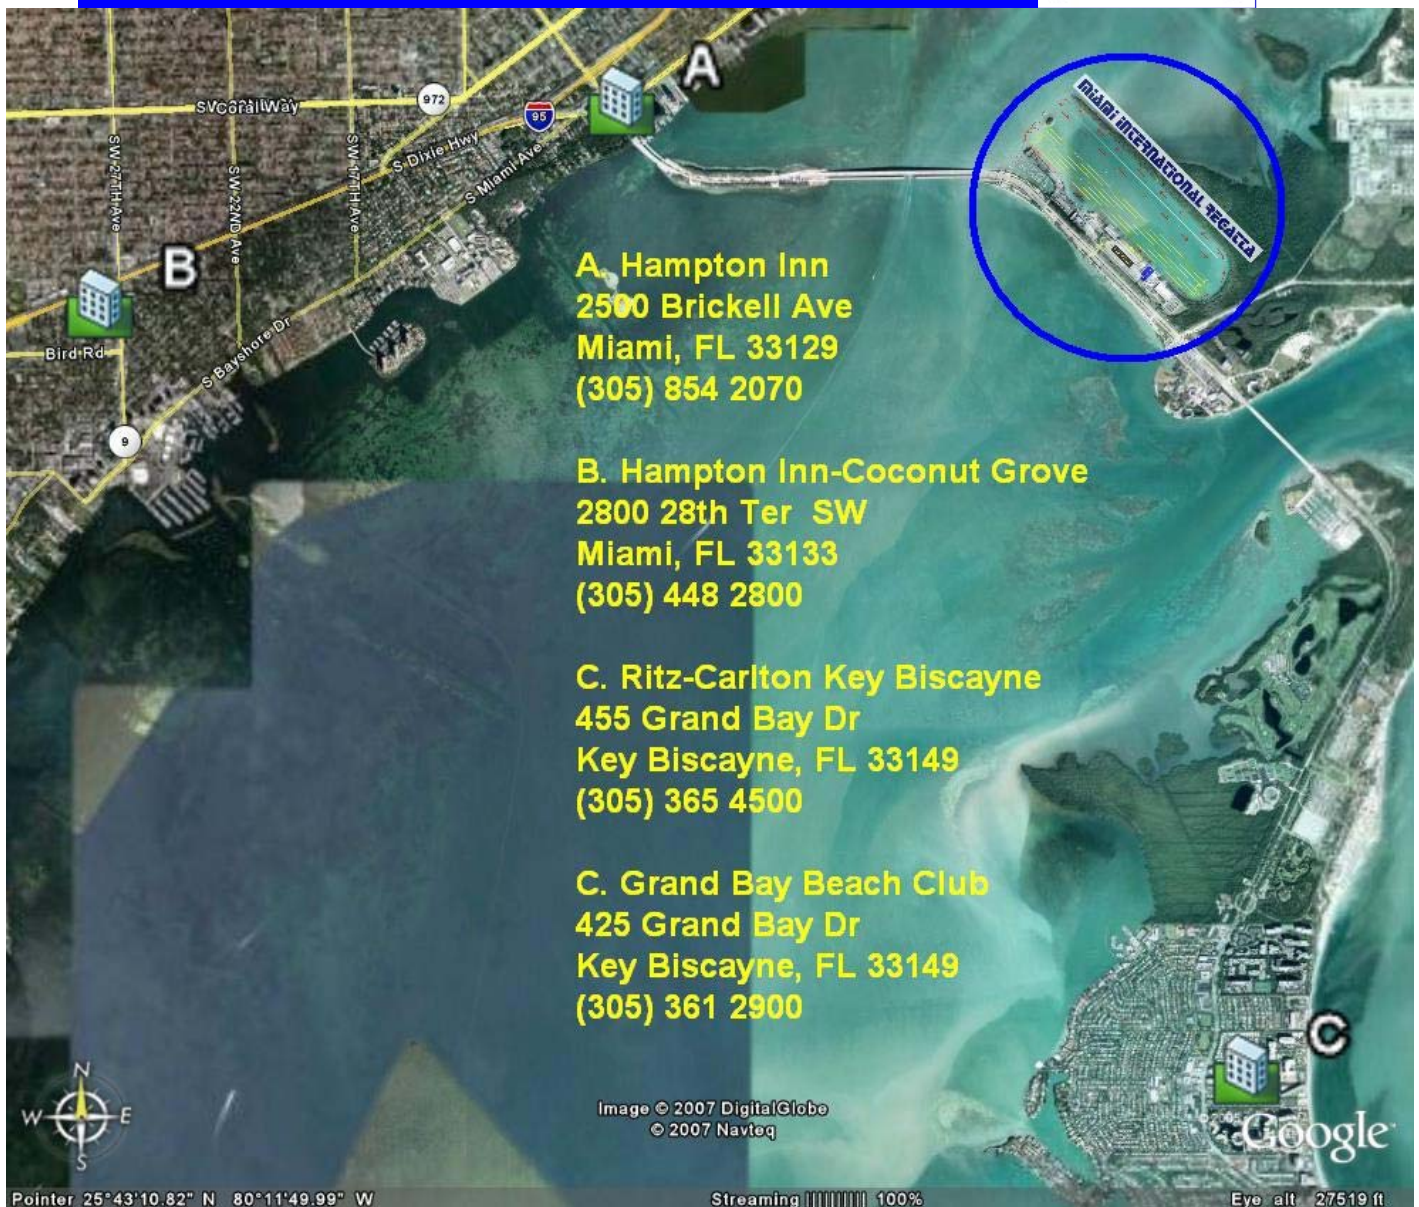 A
MIAMI INTERNATIONAL REGATTA
972
95
S Dixie Hwy
S Miami Ave
SW 27TH Ave
SW 22ND Ave
SW 17TH Ave
B
Bird Rd
S Bayshore Dr
9
A. Hampton Inn
2500 Brickell Ave
Miami, FL 33129
(305) 854 2070
B. Hampton Inn-Coconut Grove
2800 28th Ter SW
Miami, FL 33133
(305) 448 2800
C. Ritz-Carlton Key Biscayne
455 Grand Bay Dr
Key Biscayne, FL 33149
(305) 365 4500
C. Grand Bay Beach Club
425 Grand Bay Dr
Key Biscayne, FL 33149
(305) 361 2900
C
N
W E
S
Image © 2007 DigitalGlobe
© 2007 Navteq
Google
Pointer 25°43'10.82" N 80°11'49.99" W
Streaming |||||||||| 100%
Eye alt 27519 ft